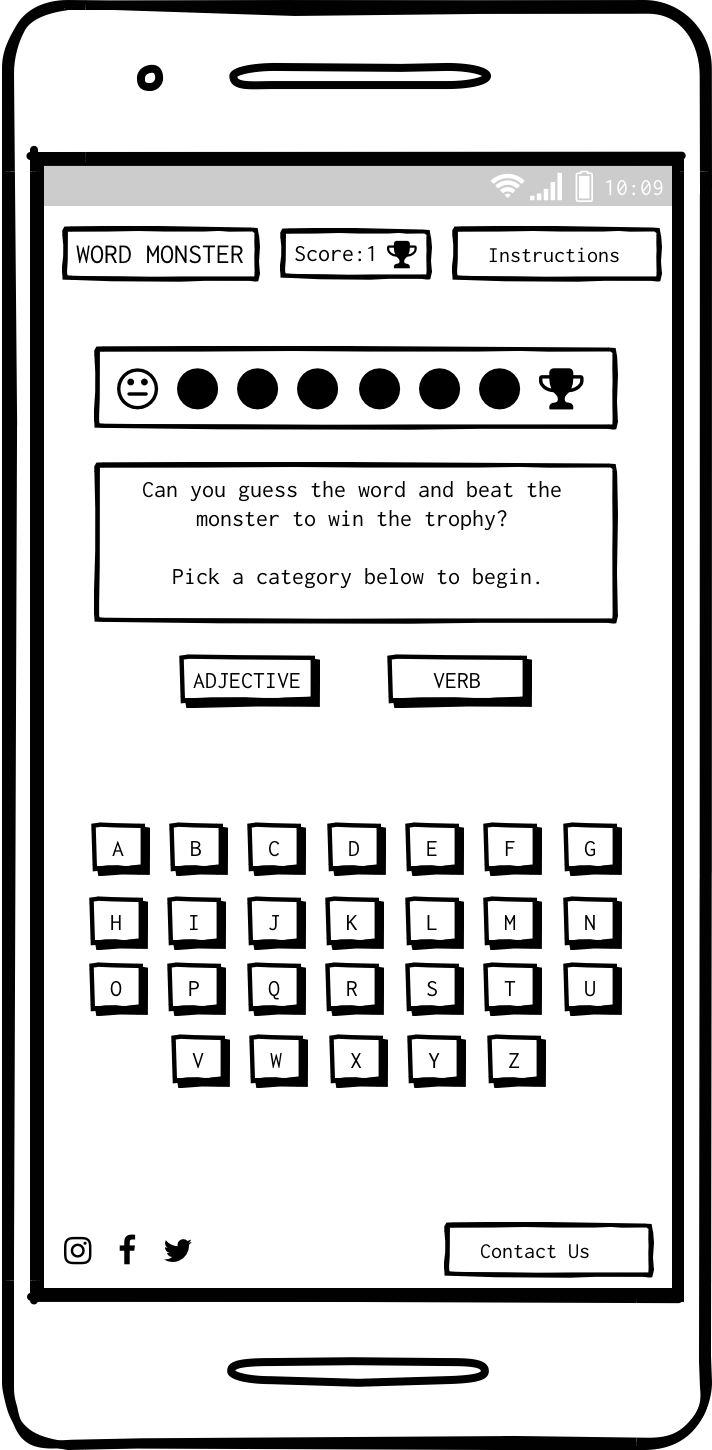 10:09
WORD MONSTER
Score:1
Instructions
Can you guess the word and beat the
monster to win the trophy?
Pick a category below to begin.
ADJECTIVE
VERB
A B C D E F G
H I J K L M N
O P Q R S T U
V W X Y Z
Contact Us